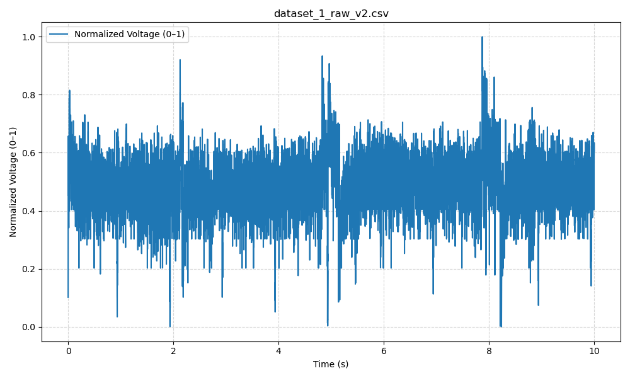 dataset_1_raw_v2.csv
Normalized Voltage (0–1)
Normalized Voltage (0–1)
1.0
0.8
0.6
0.4
0.2
0.0
0 2 4 6 8 10
Time (s)